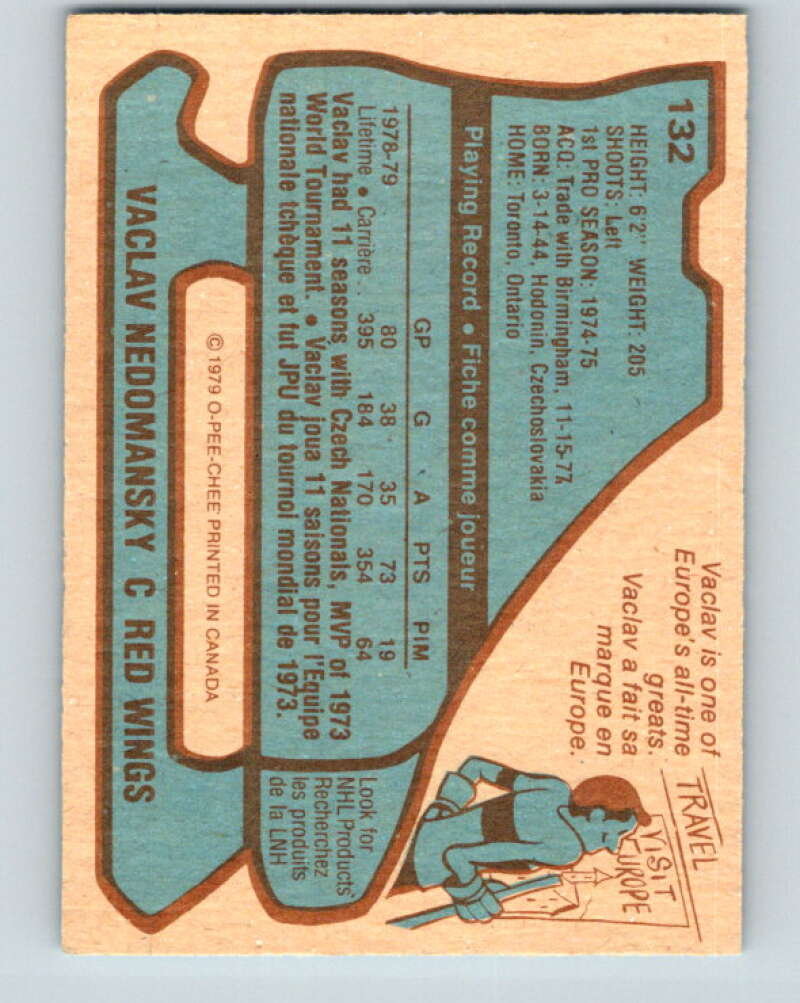 132
HEIGHT: 6'2" WEIGHT: 205
SHOOTS: Left
1st PRO SEASON: 1974-75
ACQ: Trade with Birmingham, 11-15-77.
BORN: 3-14-44, Hodonin, Czechoslovakia
HOME: Toronto, Ontario
Vaclav is one of
Europe's all-time
greats.
Vaclav a fait sa
marque en
Europe.
TRAVEL
VISIT
EUROPE
Playing Record • Fiche comme joueur
GP G A PTS PIM
1978-79 80 38 35 73 19
Lifetime • Carrière .. 395 184 170 354 64
Vaclav had 11 seasons with Czech Nationals, MVP of 1973
World Tournament. • Vaclav joua 11 saisons pour l'Equipe
nationale tchèque et fut JPU du tournoi mondial de 1973.
Look for
NHL Products
Recherchez
les produits
de la LNH
© 1979 O-PEE-CHEE PRINTED IN CANADA
VACLAV NEDOMANSKY C RED WINGS